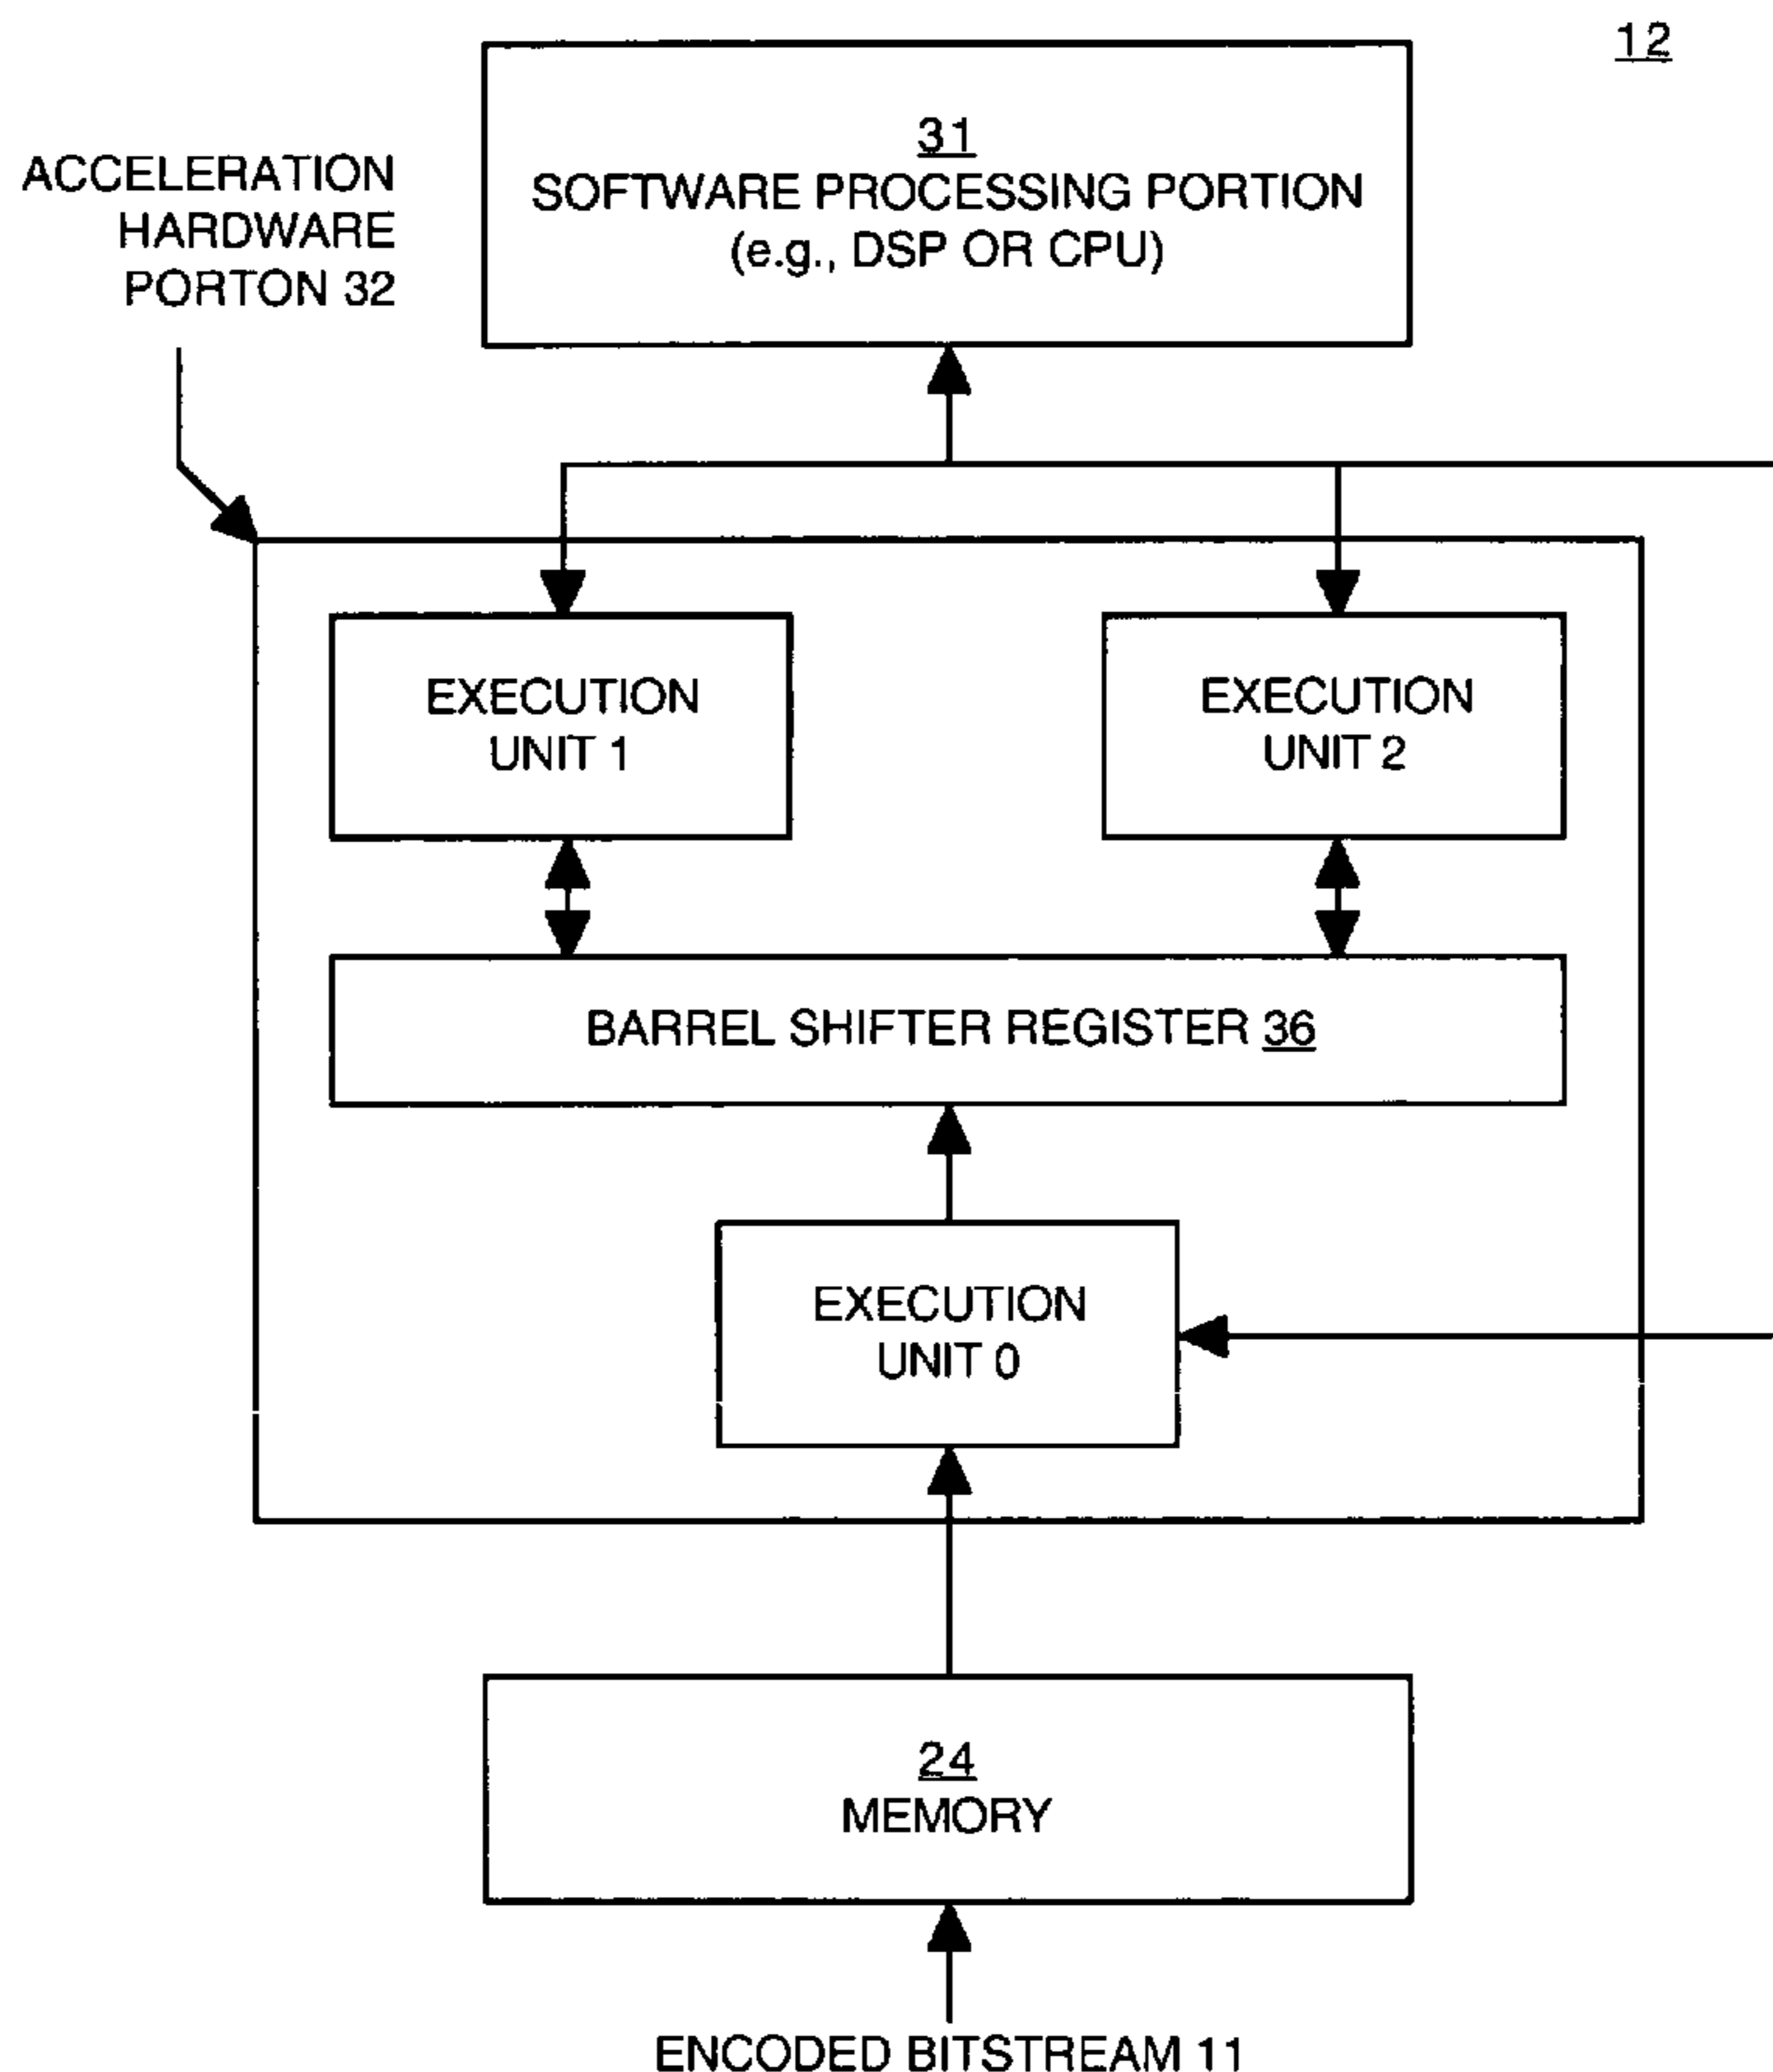 12
31
SOFTWARE PROCESSING PORTION
(e.g., DSP OR CPU)
ACCELERATION
HARDWARE
PORTON 32
EXECUTION
UNIT 1
EXECUTION
UNIT 2
BARREL SHIFTER REGISTER 36
EXECUTION
UNIT 0
24
MEMORY
ENCODED BITSTREAM 11